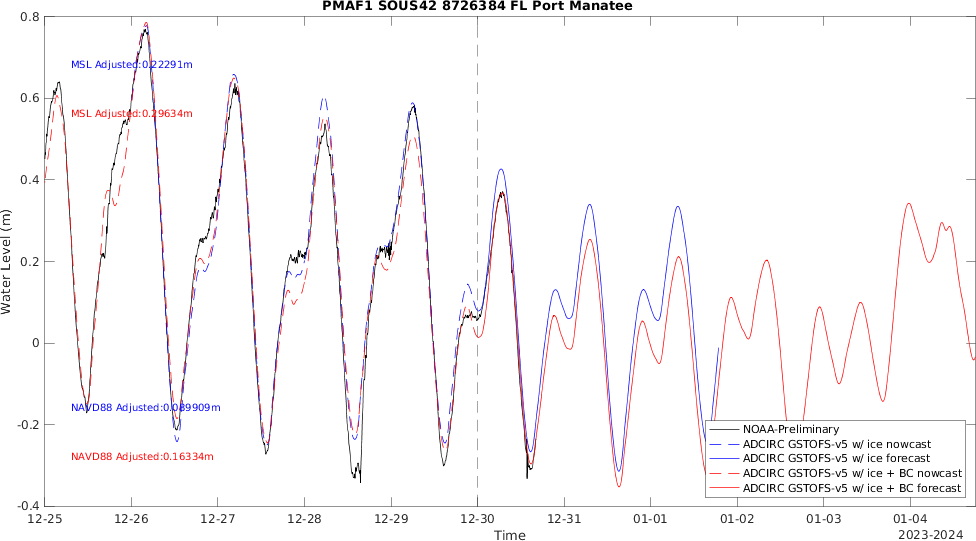 PMAF1 SOUS42 8726384 FL Port Manatee
Water Level (m)
0.8
0.6
0.4
0.2
0
-0.2
-0.4
MSL Adjusted:0.22291m
MSL Adjusted:0.29634m
NAVD88 Adjusted:0.089909m
NAVD88 Adjusted:0.16334m
NOAA-Preliminary
ADCIRC GSTOFS-v5 w/ ice nowcast
ADCIRC GSTOFS-v5 w/ ice forecast
ADCIRC GSTOFS-v5 w/ ice + BC nowcast
ADCIRC GSTOFS-v5 w/ ice + BC forecast
12-25 12-26 12-27 12-28 12-29 12-30 12-31 01-01 01-02 01-03 01-04
Time
2023-2024